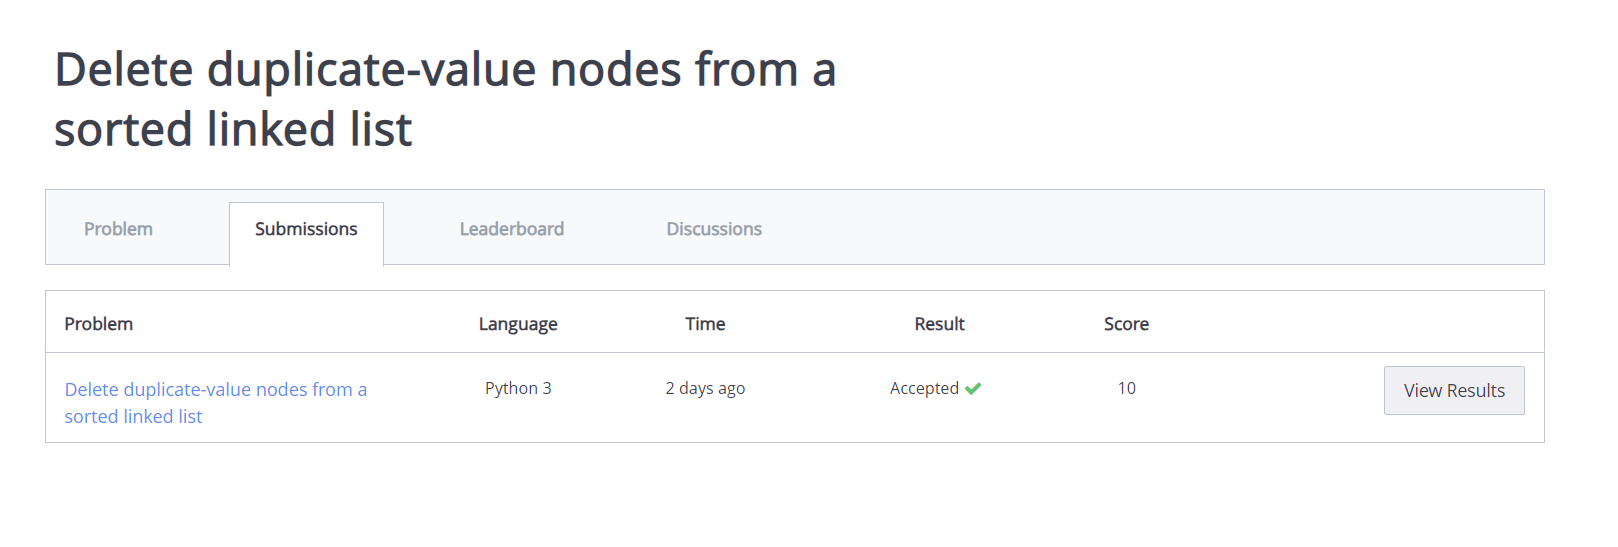 Delete duplicate-value nodes from a
sorted linked list
Problem Submissions Leaderboard Discussions
Problem Language Time Result Score
Delete duplicate-value nodes from a Python 3 2 days ago Accepted 10 View Results
sorted linked list